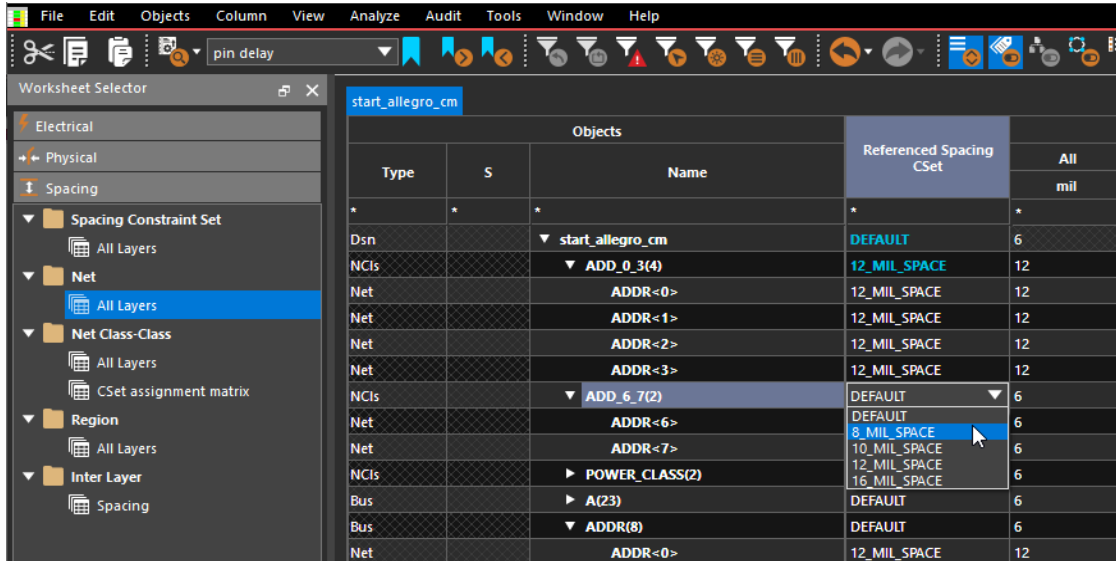 File Edit Objects Column View Analyze Audit Tools Window Help
pin delay
Worksheet Selector
Electrical
Physical
Spacing
Spacing Constraint Set
All Layers
Net
All Layers
Net Class-Class
All Layers
CSet assignment matrix
Region
All Layers
Inter Layer
Spacing
start_allegro_cm
Objects
Referenced Spacing
CSet
All
Type S Name
mil
* * * * *
Dsn start_allegro_cm DEFAULT 6
NCls ADD_0_3(4) 12_MIL_SPACE 12
Net ADDR<0> 12_MIL_SPACE 12
Net ADDR<1> 12_MIL_SPACE 12
Net ADDR<2> 12_MIL_SPACE 12
Net ADDR<3> 12_MIL_SPACE 12
NCls ADD_6_7(2) DEFAULT 6
DEFAULT
8_MIL_SPACE
10_MIL_SPACE
12_MIL_SPACE
16_MIL_SPACE
Net ADDR<6> 6
Net ADDR<7> 6
NCls POWER_CLASS(2) 6
Bus A(23) DEFAULT 6
Bus ADDR(8) DEFAULT 6
Net ADDR<0> 12_MIL_SPACE 12